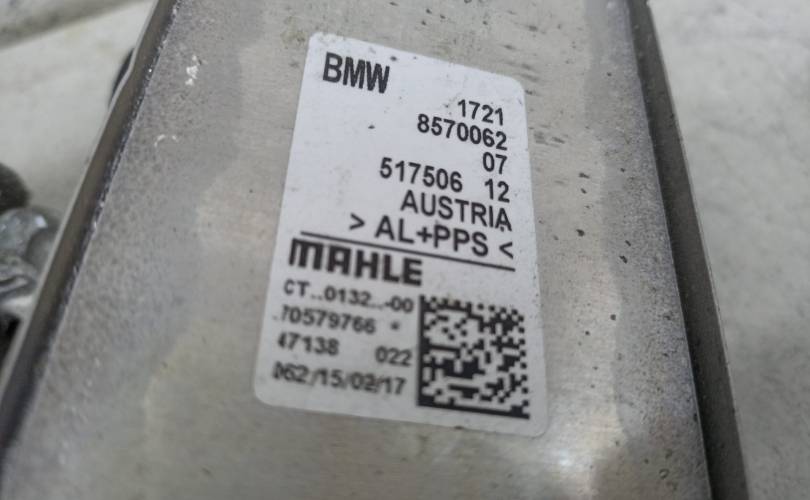 BMW
1721
8570062
07
517506 12
AUSTRIA
> AL+PPS <
MAHLE
CT..0132..-00
70579766 *
47138 022
062/15/02/17